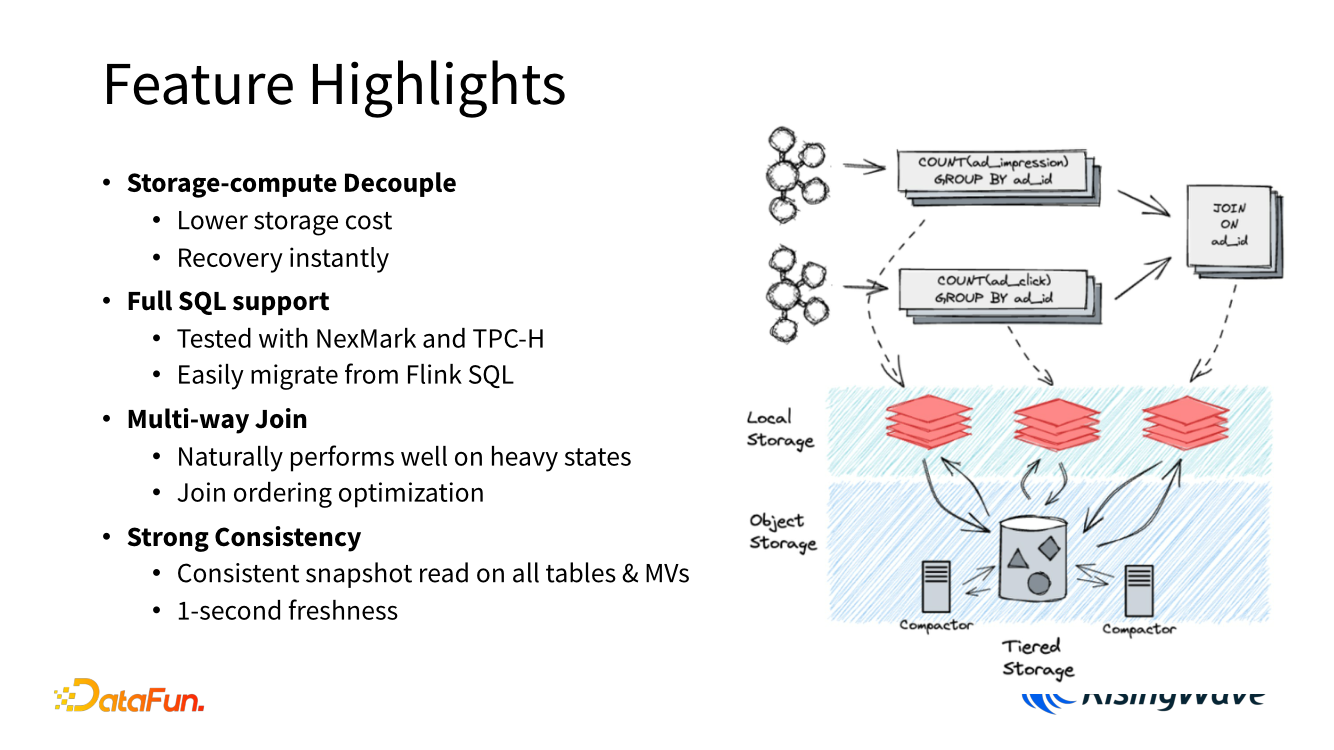 Feature Highlights
• Storage-compute Decouple
• Lower storage cost
• Recovery instantly
• Full SQL support
• Tested with NexMark and TPC-H
• Easily migrate from Flink SQL
• Multi-way Join
• Naturally performs well on heavy states
• Join ordering optimization
• Strong Consistency
• Consistent snapshot read on all tables & MVs
• 1-second freshness
COUNT(ad_impression)
GROUP BY ad_id
COUNT(ad_click)
GROUP BY ad_id
JOIN
ON
ad_id
Local
Storage
Object
Storage
Compactor
Compactor
Tiered
Storage
DataFun.
RisingWave